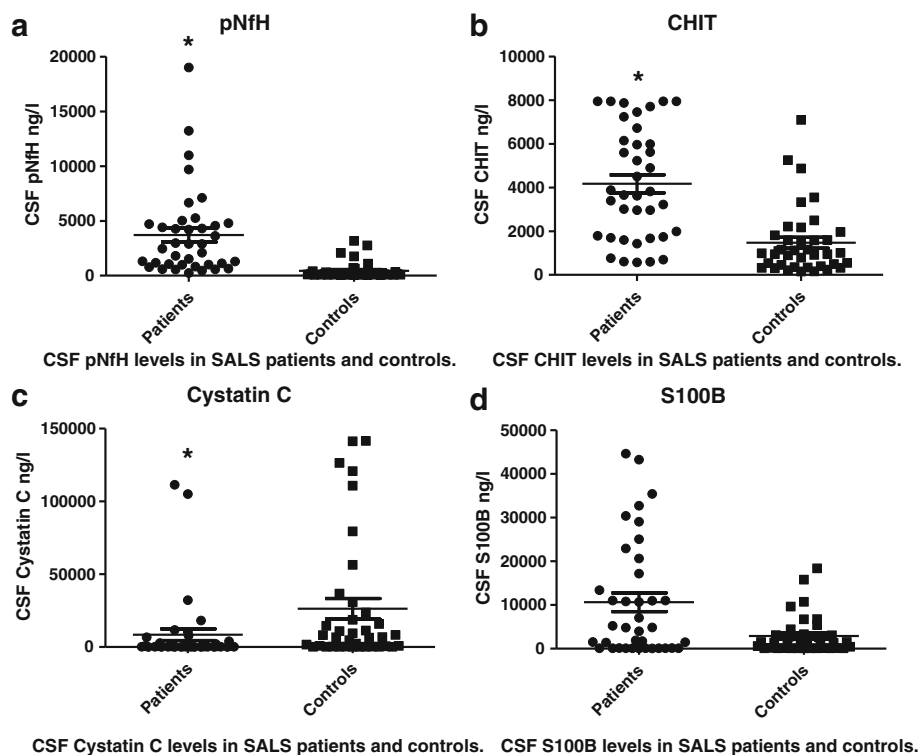 a pNfH
*
20000
15000
10000
5000
0
CSF pNfH ng/l
Patients
Controls
CSF pNfH levels in SALS patients and controls.
b CHIT
*
10000
8000
6000
4000
2000
0
CSF CHIT ng/l
Patients
Controls
CSF CHIT levels in SALS patients and controls.
c Cystatin C
*
150000
100000
50000
0
CSF Cystatin C ng/l
Patients
Controls
CSF Cystatin C levels in SALS patients and controls.
d S100B
50000
40000
30000
20000
10000
0
CSF S100B ng/l
Patients
Controls
CSF S100B levels in SALS patients and controls.